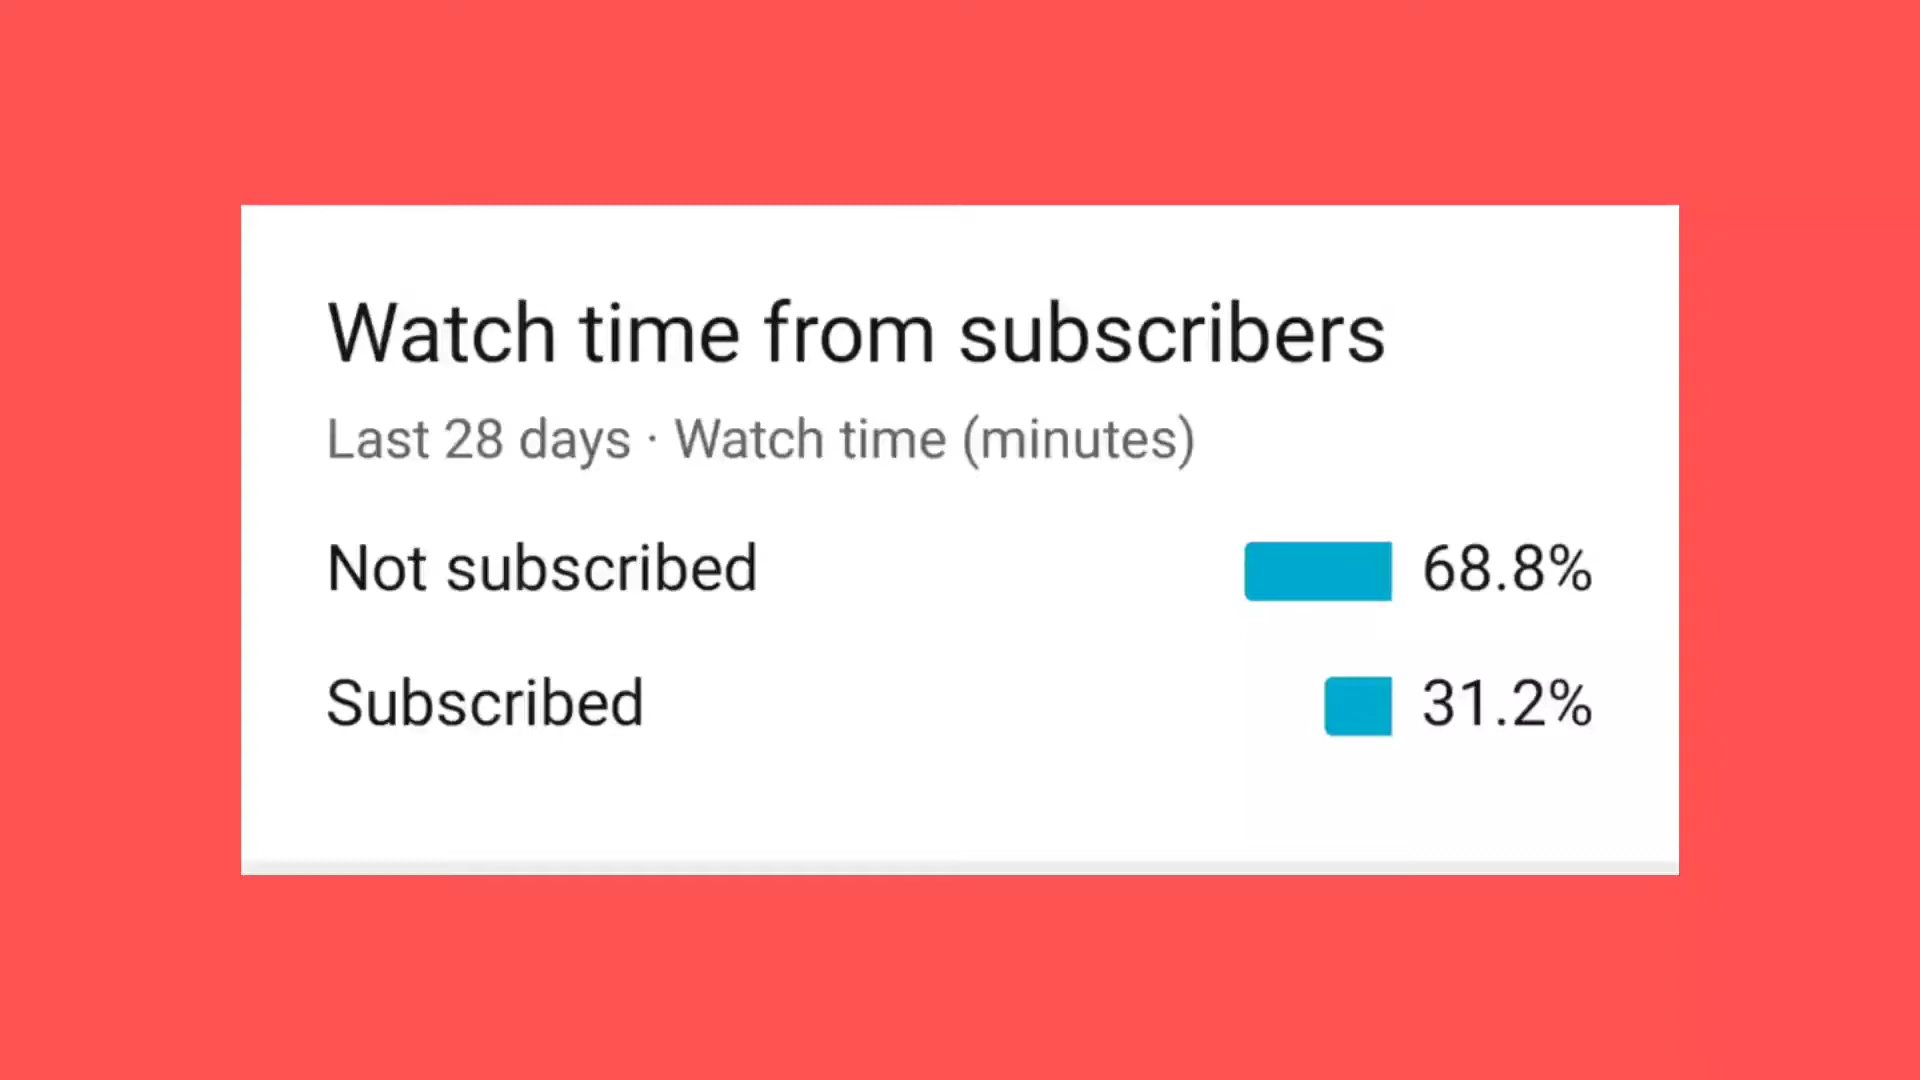 Watch time from subscribers
Last 28 days · Watch time (minutes)
Not subscribed 68.8%
Subscribed 31.2%